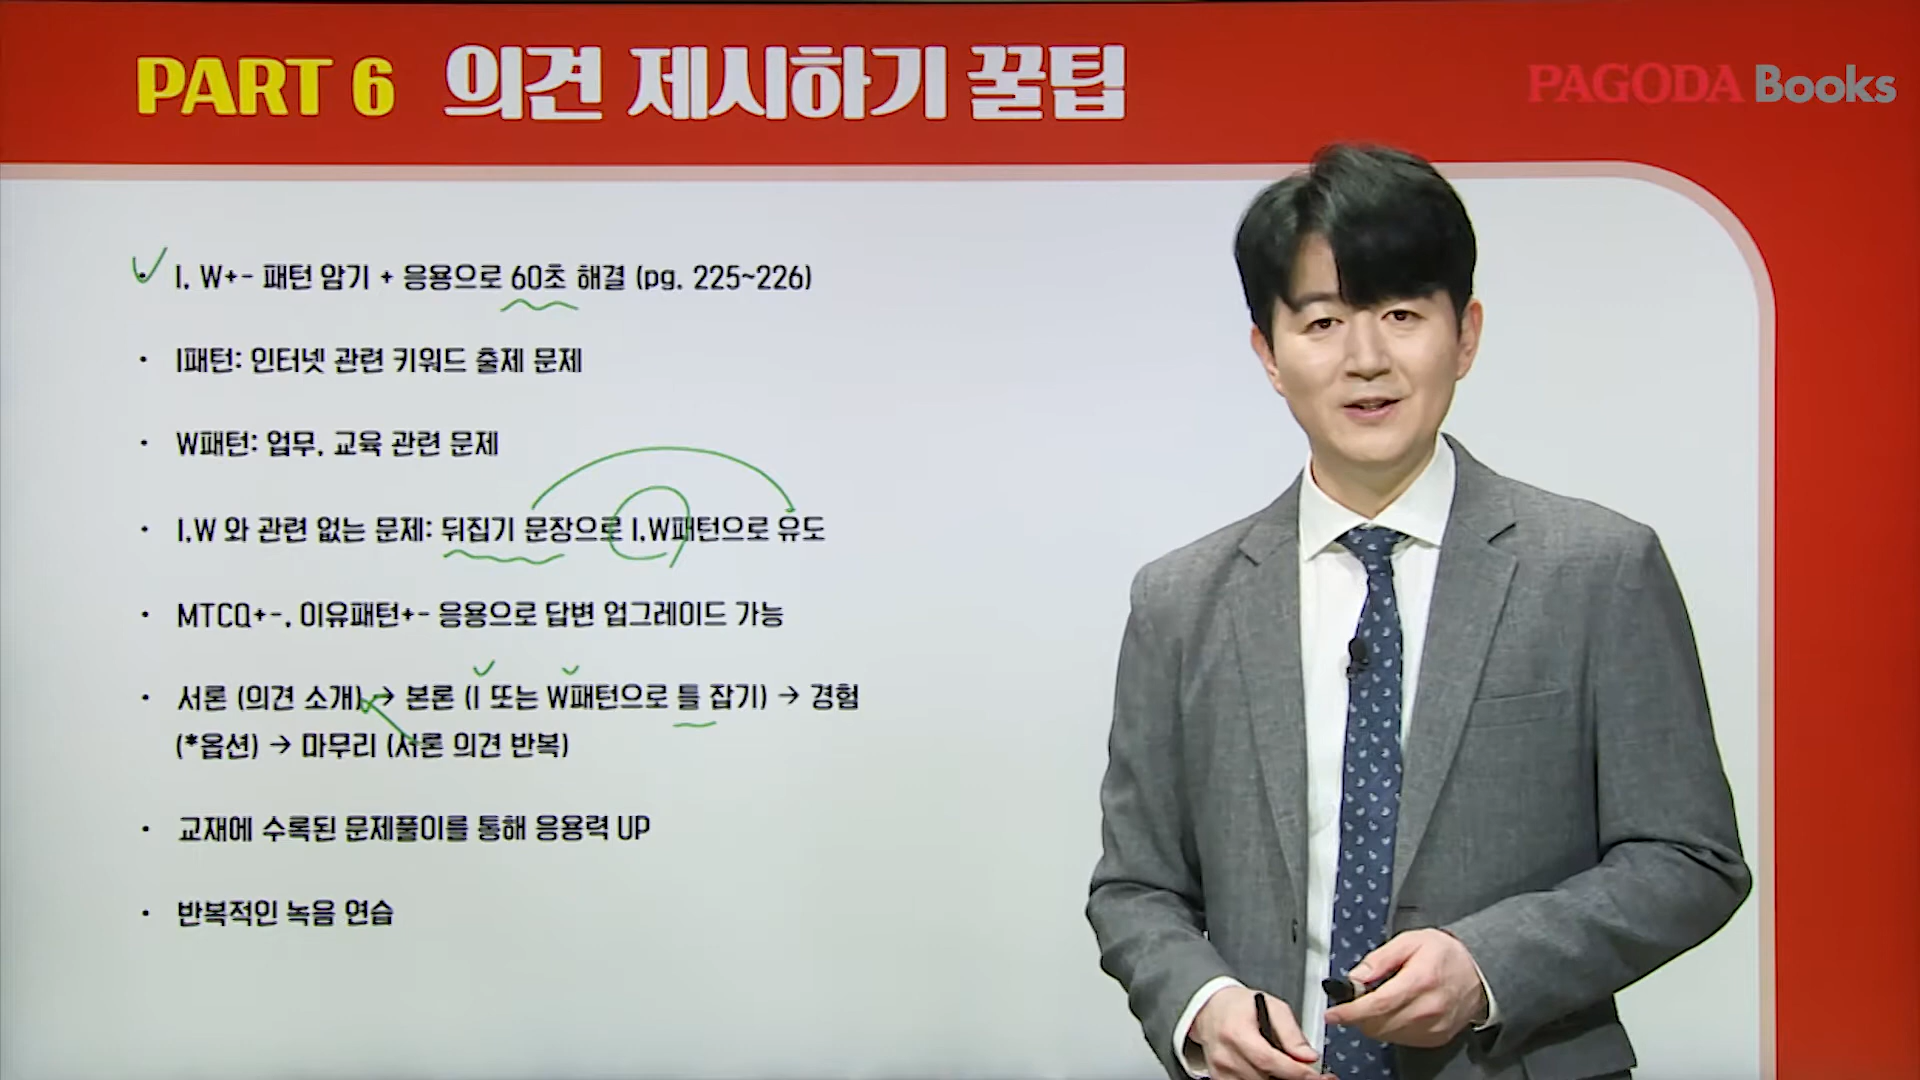 PART 6 의견 제시하기 꿀팁
PAGODA Books
I, W+- 패턴 암기 + 응용으로 60초 해결 (pg. 225~226)
I패턴: 인터넷 관련 키워드 출제 문제
W패턴: 업무, 교육 관련 문제
I,W 와 관련 없는 문제: 뒤집기 문장으로 I,W패턴으로 유도
MTCQ+-, 이유패턴+- 응용으로 답변 업그레이드 가능
서론 (의견 소개) → 본론 (I 또는 W패턴으로 틀 잡기) → 경험
(*옵션) → 마무리 (서론 의견 반복)
교재에 수록된 문제풀이를 통해 응용력 UP
반복적인 녹음 연습